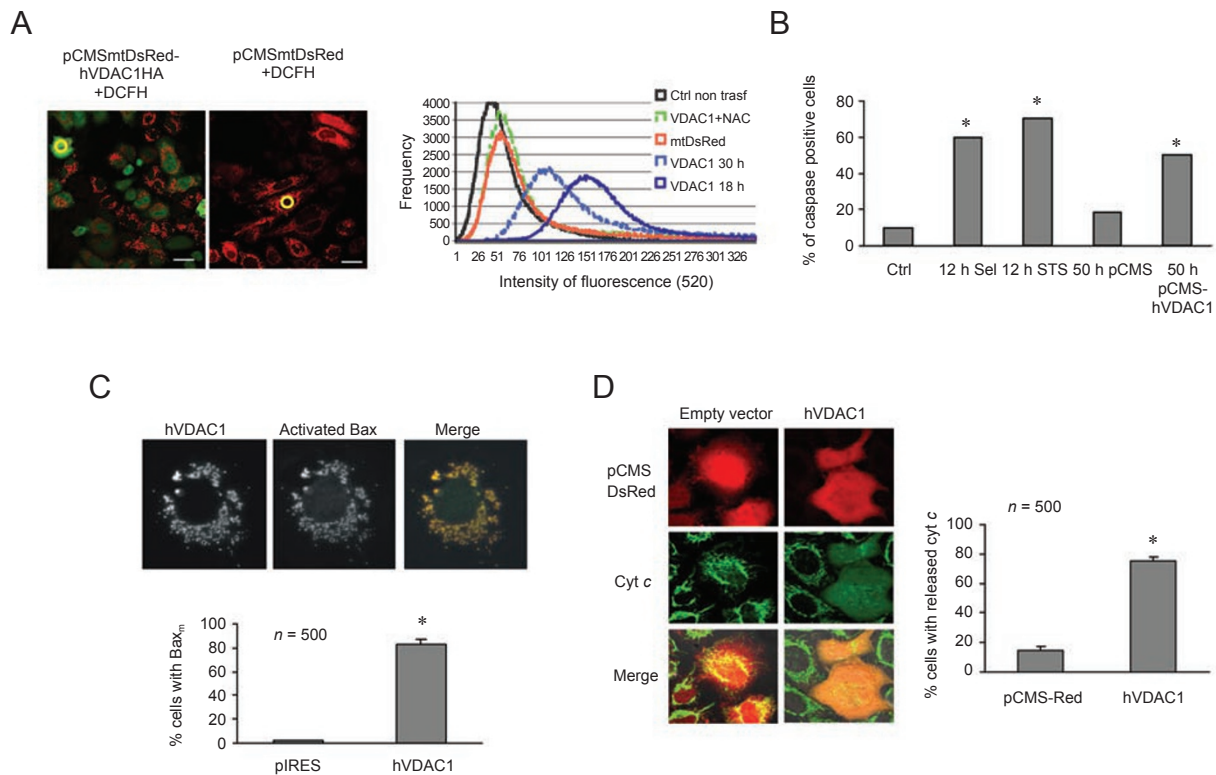 A
pCMSmtDsRed-
hVDAC1HA
+DCFH
pCMSmtDsRed
+DCFH
Frequency
4000
3500
3000
2500
2000
1500
1000
500
0
1 26 51 76 101 126 151 176 201 226 251 276 301 326
Intensity of fluorescence (520)
Ctrl non trasf
VDAC1+NAC
mtDsRed
VDAC1 30 h
VDAC1 18 h
B
% of caspase positive cells
80
60
40
20
0
* * *
Ctrl 12 h Sel 12 h STS 50 h pCMS 50 h
pCMS-
hVDAC1
C
hVDAC1 Activated Bax Merge
% cells with Baxm
100
80
60
40
20
0
n = 500
*
pIRES hVDAC1
D
Empty vector hVDAC1
pCMS
DsRed
Cyt c
Merge
% cells with released cyt c
100
80
60
40
20
0
n = 500
*
pCMS-Red hVDAC1